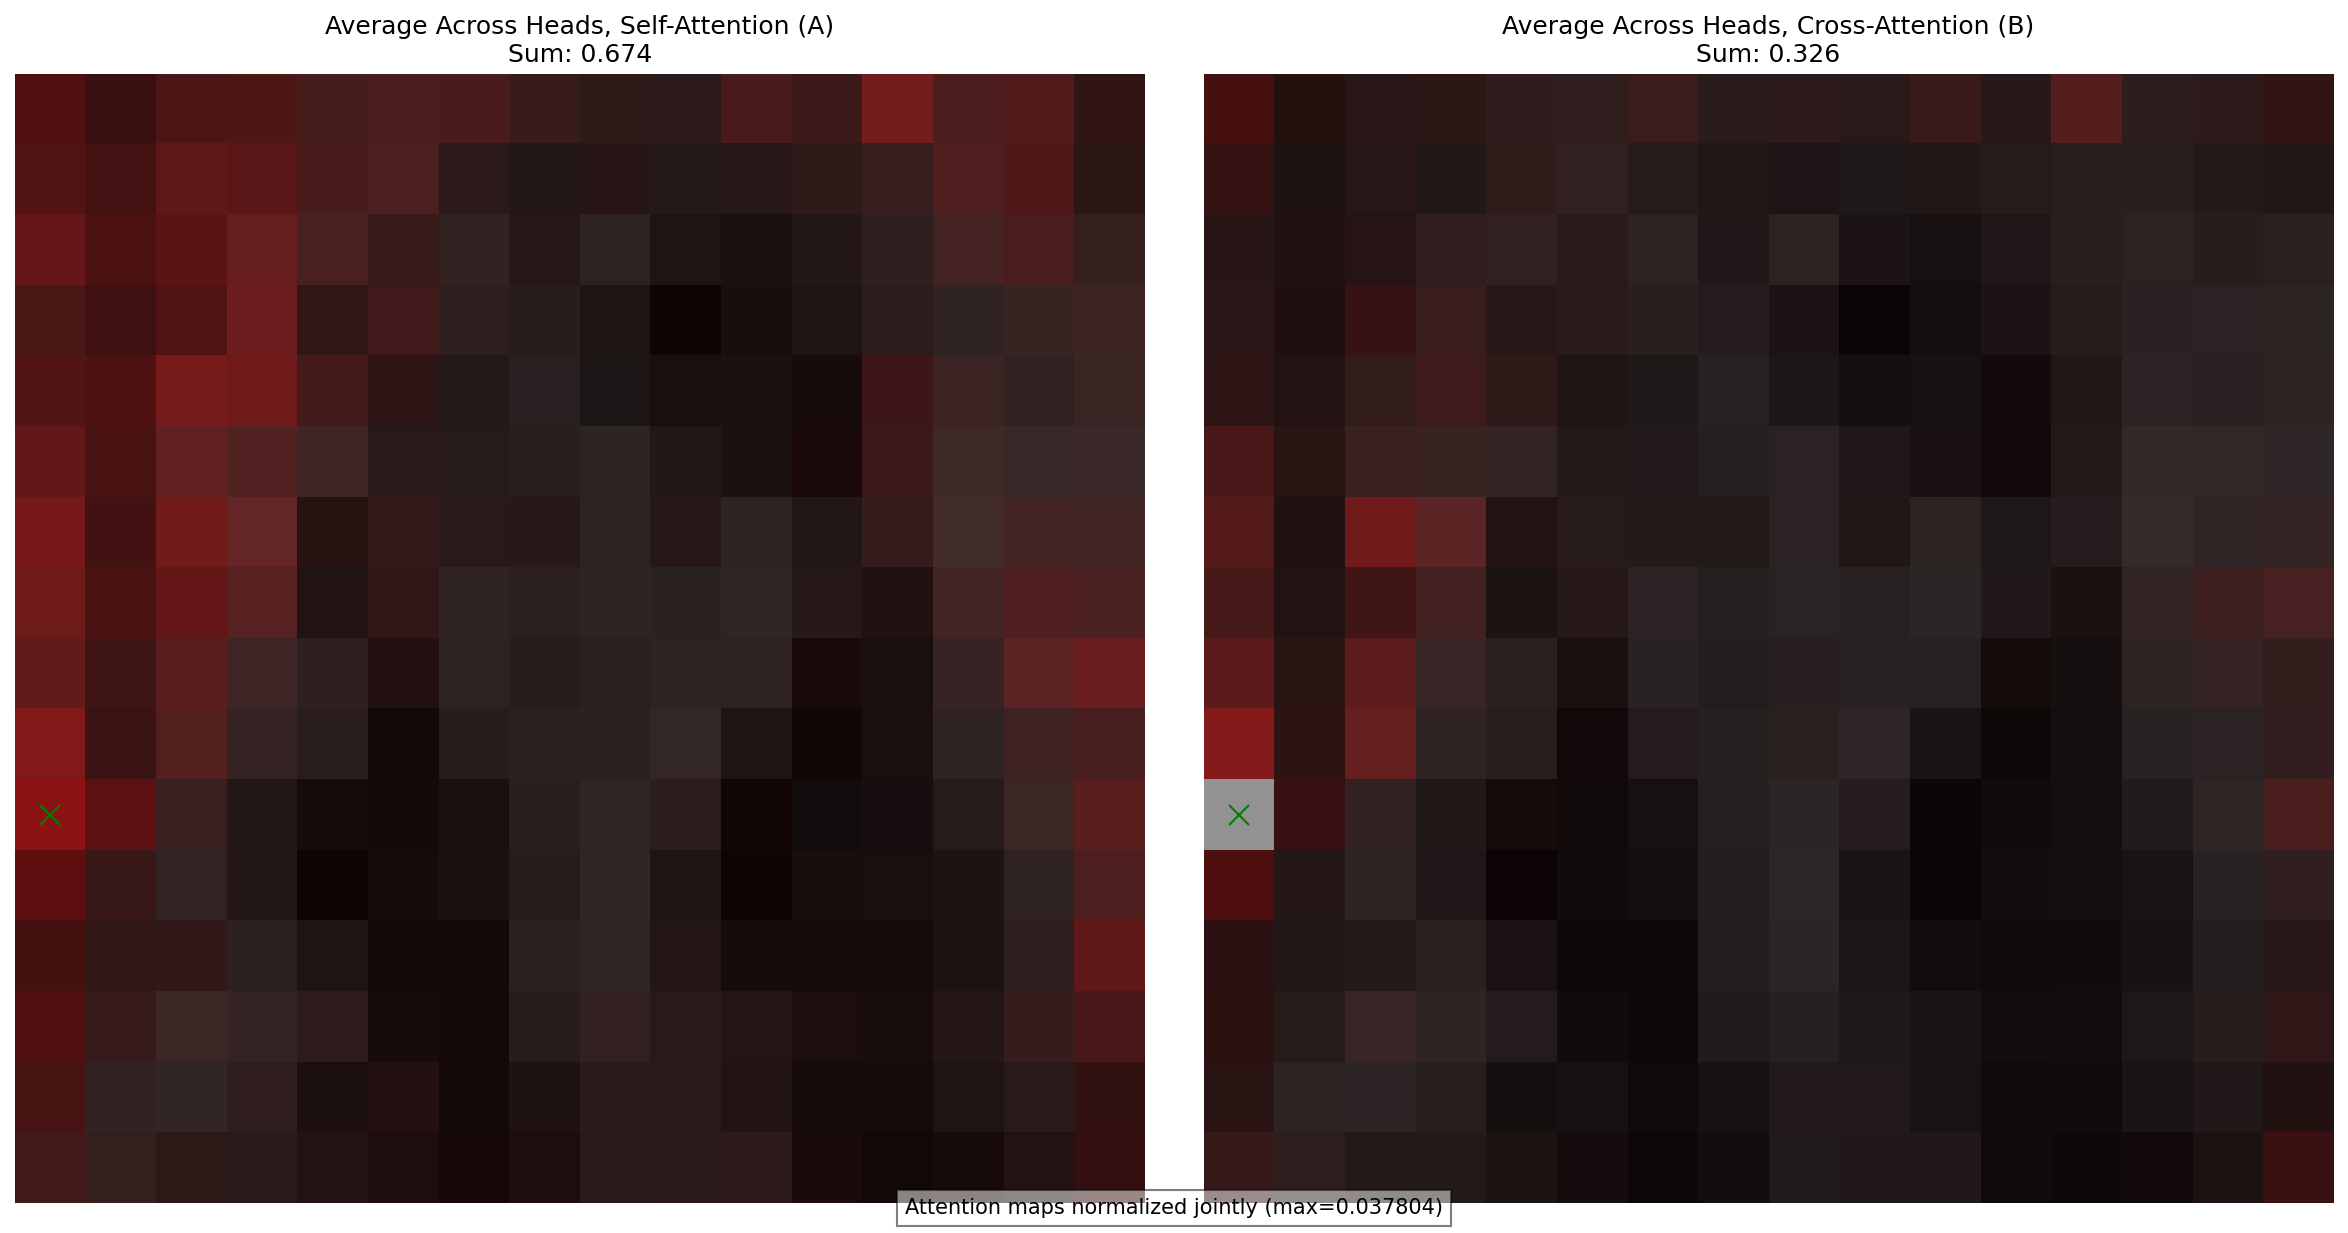 Average Across Heads, Self-Attention (A)
Sum: 0.674
Average Across Heads, Cross-Attention (B)
Sum: 0.326
Attention maps normalized jointly (max=0.037804)